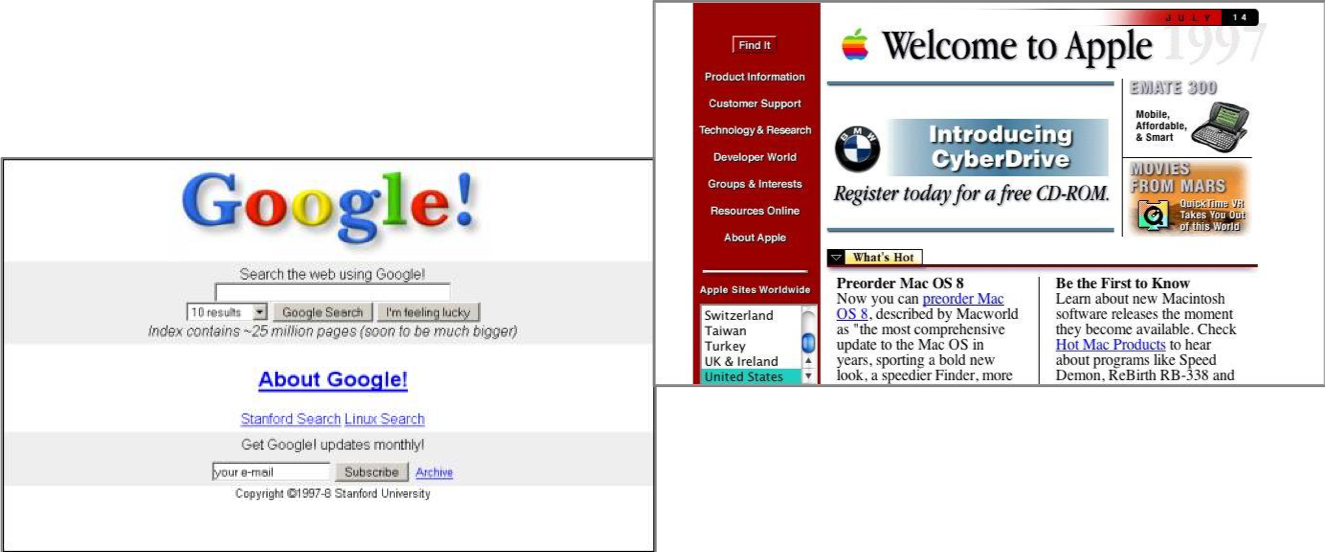 Google!
Search the web using Google!
10 results
Google Search
I'm feeling lucky
Index contains ~25 million pages (soon to be much bigger)
About Google!
Stanford Search Linux Search
Get Google! updates monthly!
your e-mail
Subscribe
Archive
Copyright ©1997-8 Stanford University
JULY 14
1997
Welcome to Apple
Find It
Product Information
Customer Support
Technology & Research
Developer World
Groups & Interests
Resources Online
About Apple
Apple Sites Worldwide
Switzerland
Taiwan
Turkey
UK & Ireland
United States
BMW
Introducing
CyberDrive
Register today for a free CD-ROM.
EMATE 300
Mobile,
Affordable,
& Smart
MOVIES
FROM MARS
QuickTime VR
Takes You Out
of this World
What's Hot
Preorder Mac OS 8
Now you can preorder Mac
OS 8, described by Macworld
as "the most comprehensive
update to the Mac OS in
years, sporting a bold new
look, a speedier Finder, more
Be the First to Know
Learn about new Macintosh
software releases the moment
they become available. Check
Hot Mac Products to hear
about programs like Speed
Demon, ReBirth RB-338 and